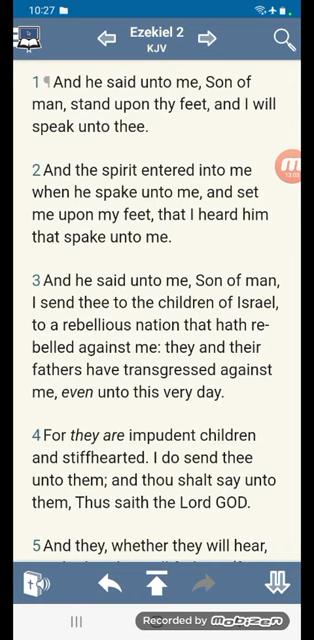 10:27
Ezekiel 2
KJV
1 ¶ And he said unto me, Son of
man, stand upon thy feet, and I will
speak unto thee.
2 And the spirit entered into me
when he spake unto me, and set
me upon my feet, that I heard him
that spake unto me.
3 And he said unto me, Son of man,
I send thee to the children of Israel,
to a rebellious nation that hath re-
belled against me: they and their
fathers have transgressed against
me, even unto this very day.
4 For they are impudent children
and stiffhearted. I do send thee
unto them; and thou shalt say unto
them, Thus saith the Lord GOD.
5 And they, whether they will hear,
Recorded by mobizen